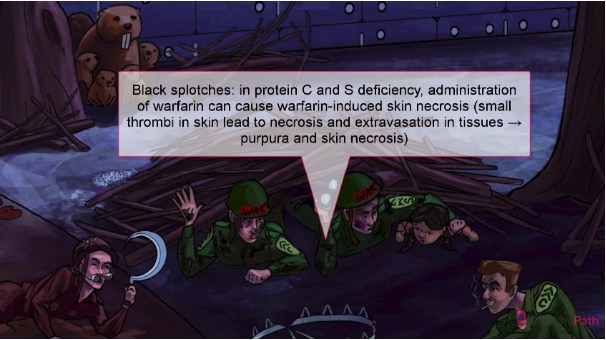 Black splotches: in protein C and S deficiency, administration
of warfarin can cause warfarin-induced skin necrosis (small
thrombi in skin lead to necrosis and extravasation in tissues →
purpura and skin necrosis)
Path